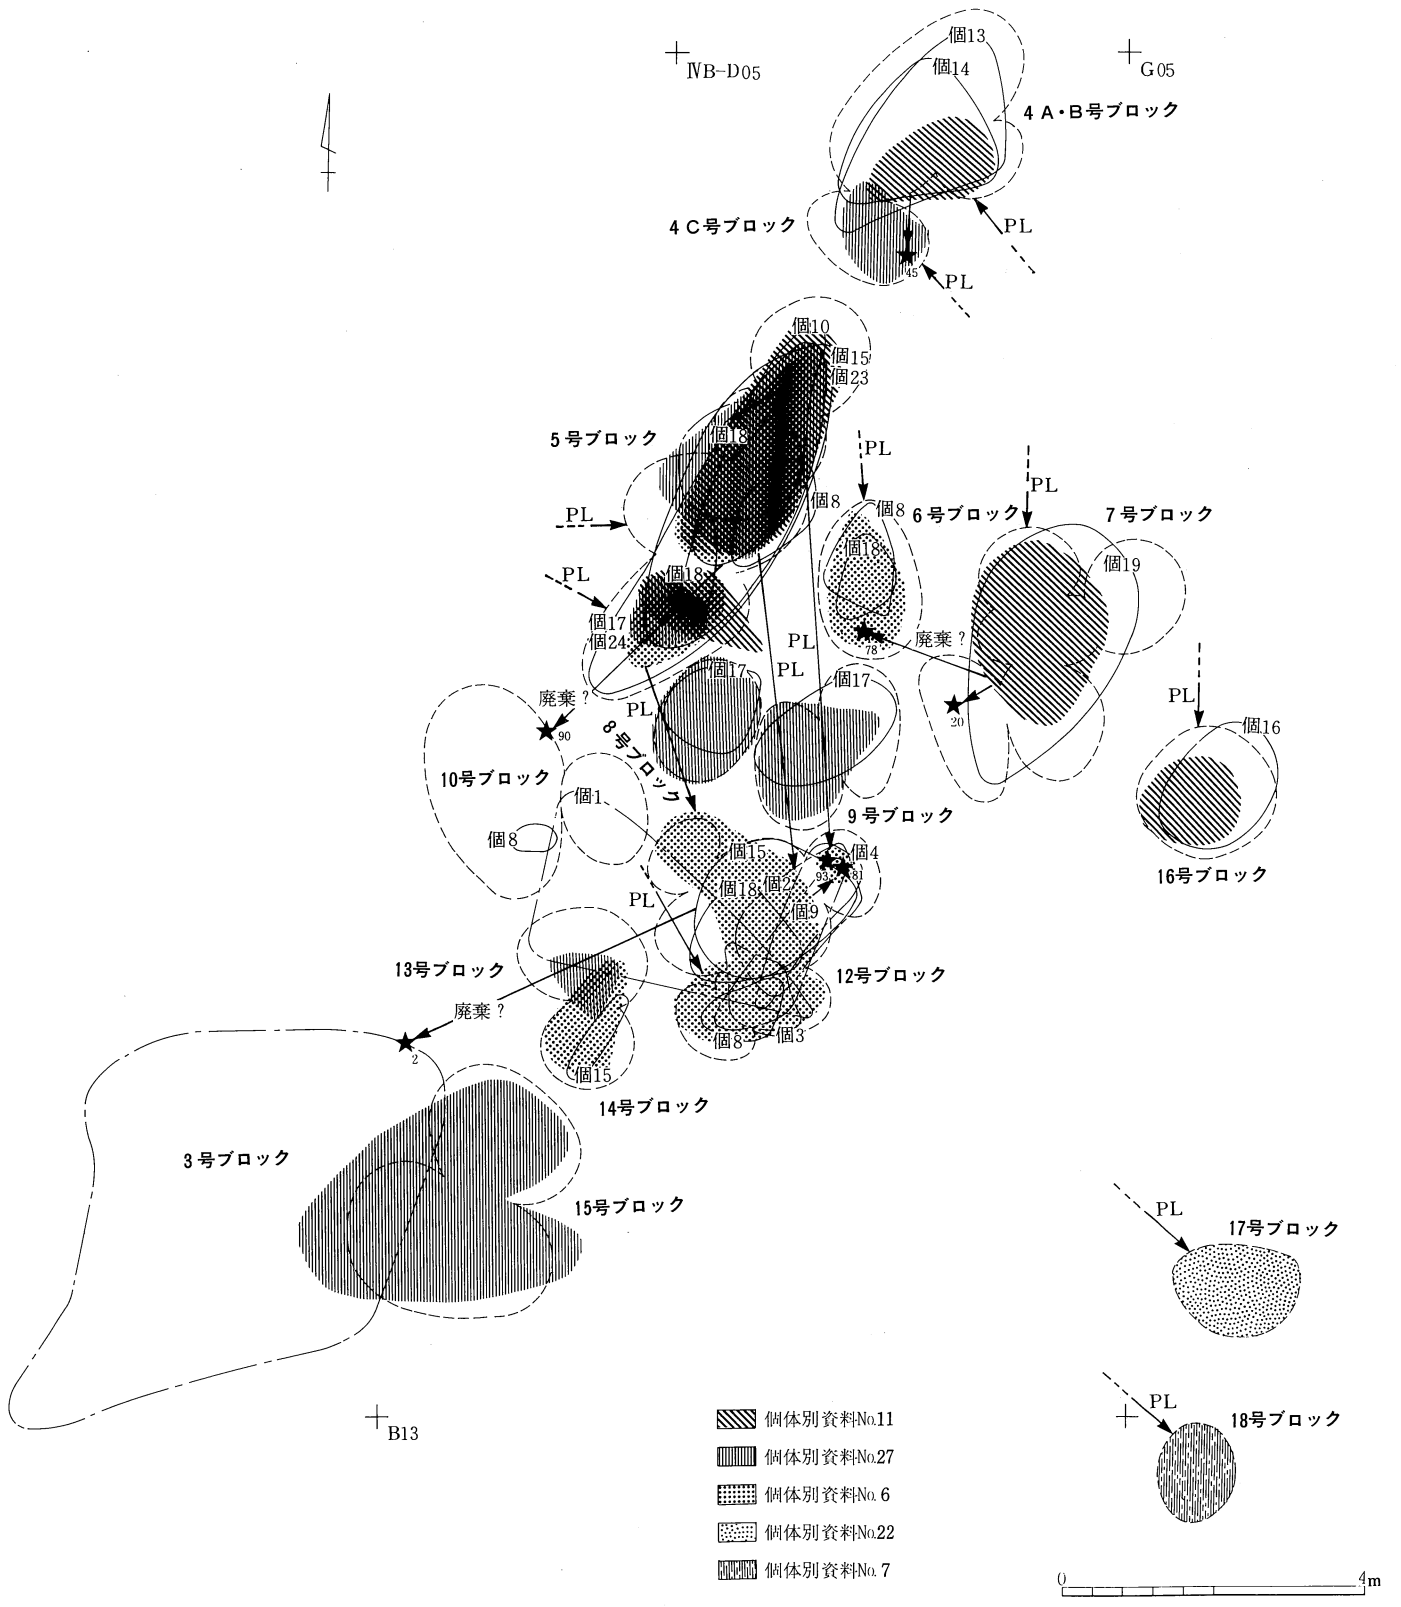 ⅣB-D05
G05
個13
個14
4A・B号ブロック
4C号ブロック
PL
45
PL
個10
個15
個23
5号ブロック
個18
PL
個8
個8
6号ブロック
PL
7号ブロック
PL
個18
個19
PL
個18
個17
個24
78
廃棄?
PL
PL
個17
個17
廃棄?
90
PL
8号ブロック
20
PL
個16
10号ブロック
個1
9号ブロック
個8
個15
個4
93
81
16号ブロック
個18
個2
PL
個9
13号ブロック
12号ブロック
廃棄?
2
個8
個3
個15
14号ブロック
3号ブロック
15号ブロック
PL
17号ブロック
PL
18号ブロック
B13
個体別資料No.11
個体別資料No.27
個体別資料No.6
個体別資料No.22
個体別資料No.7
0
4m